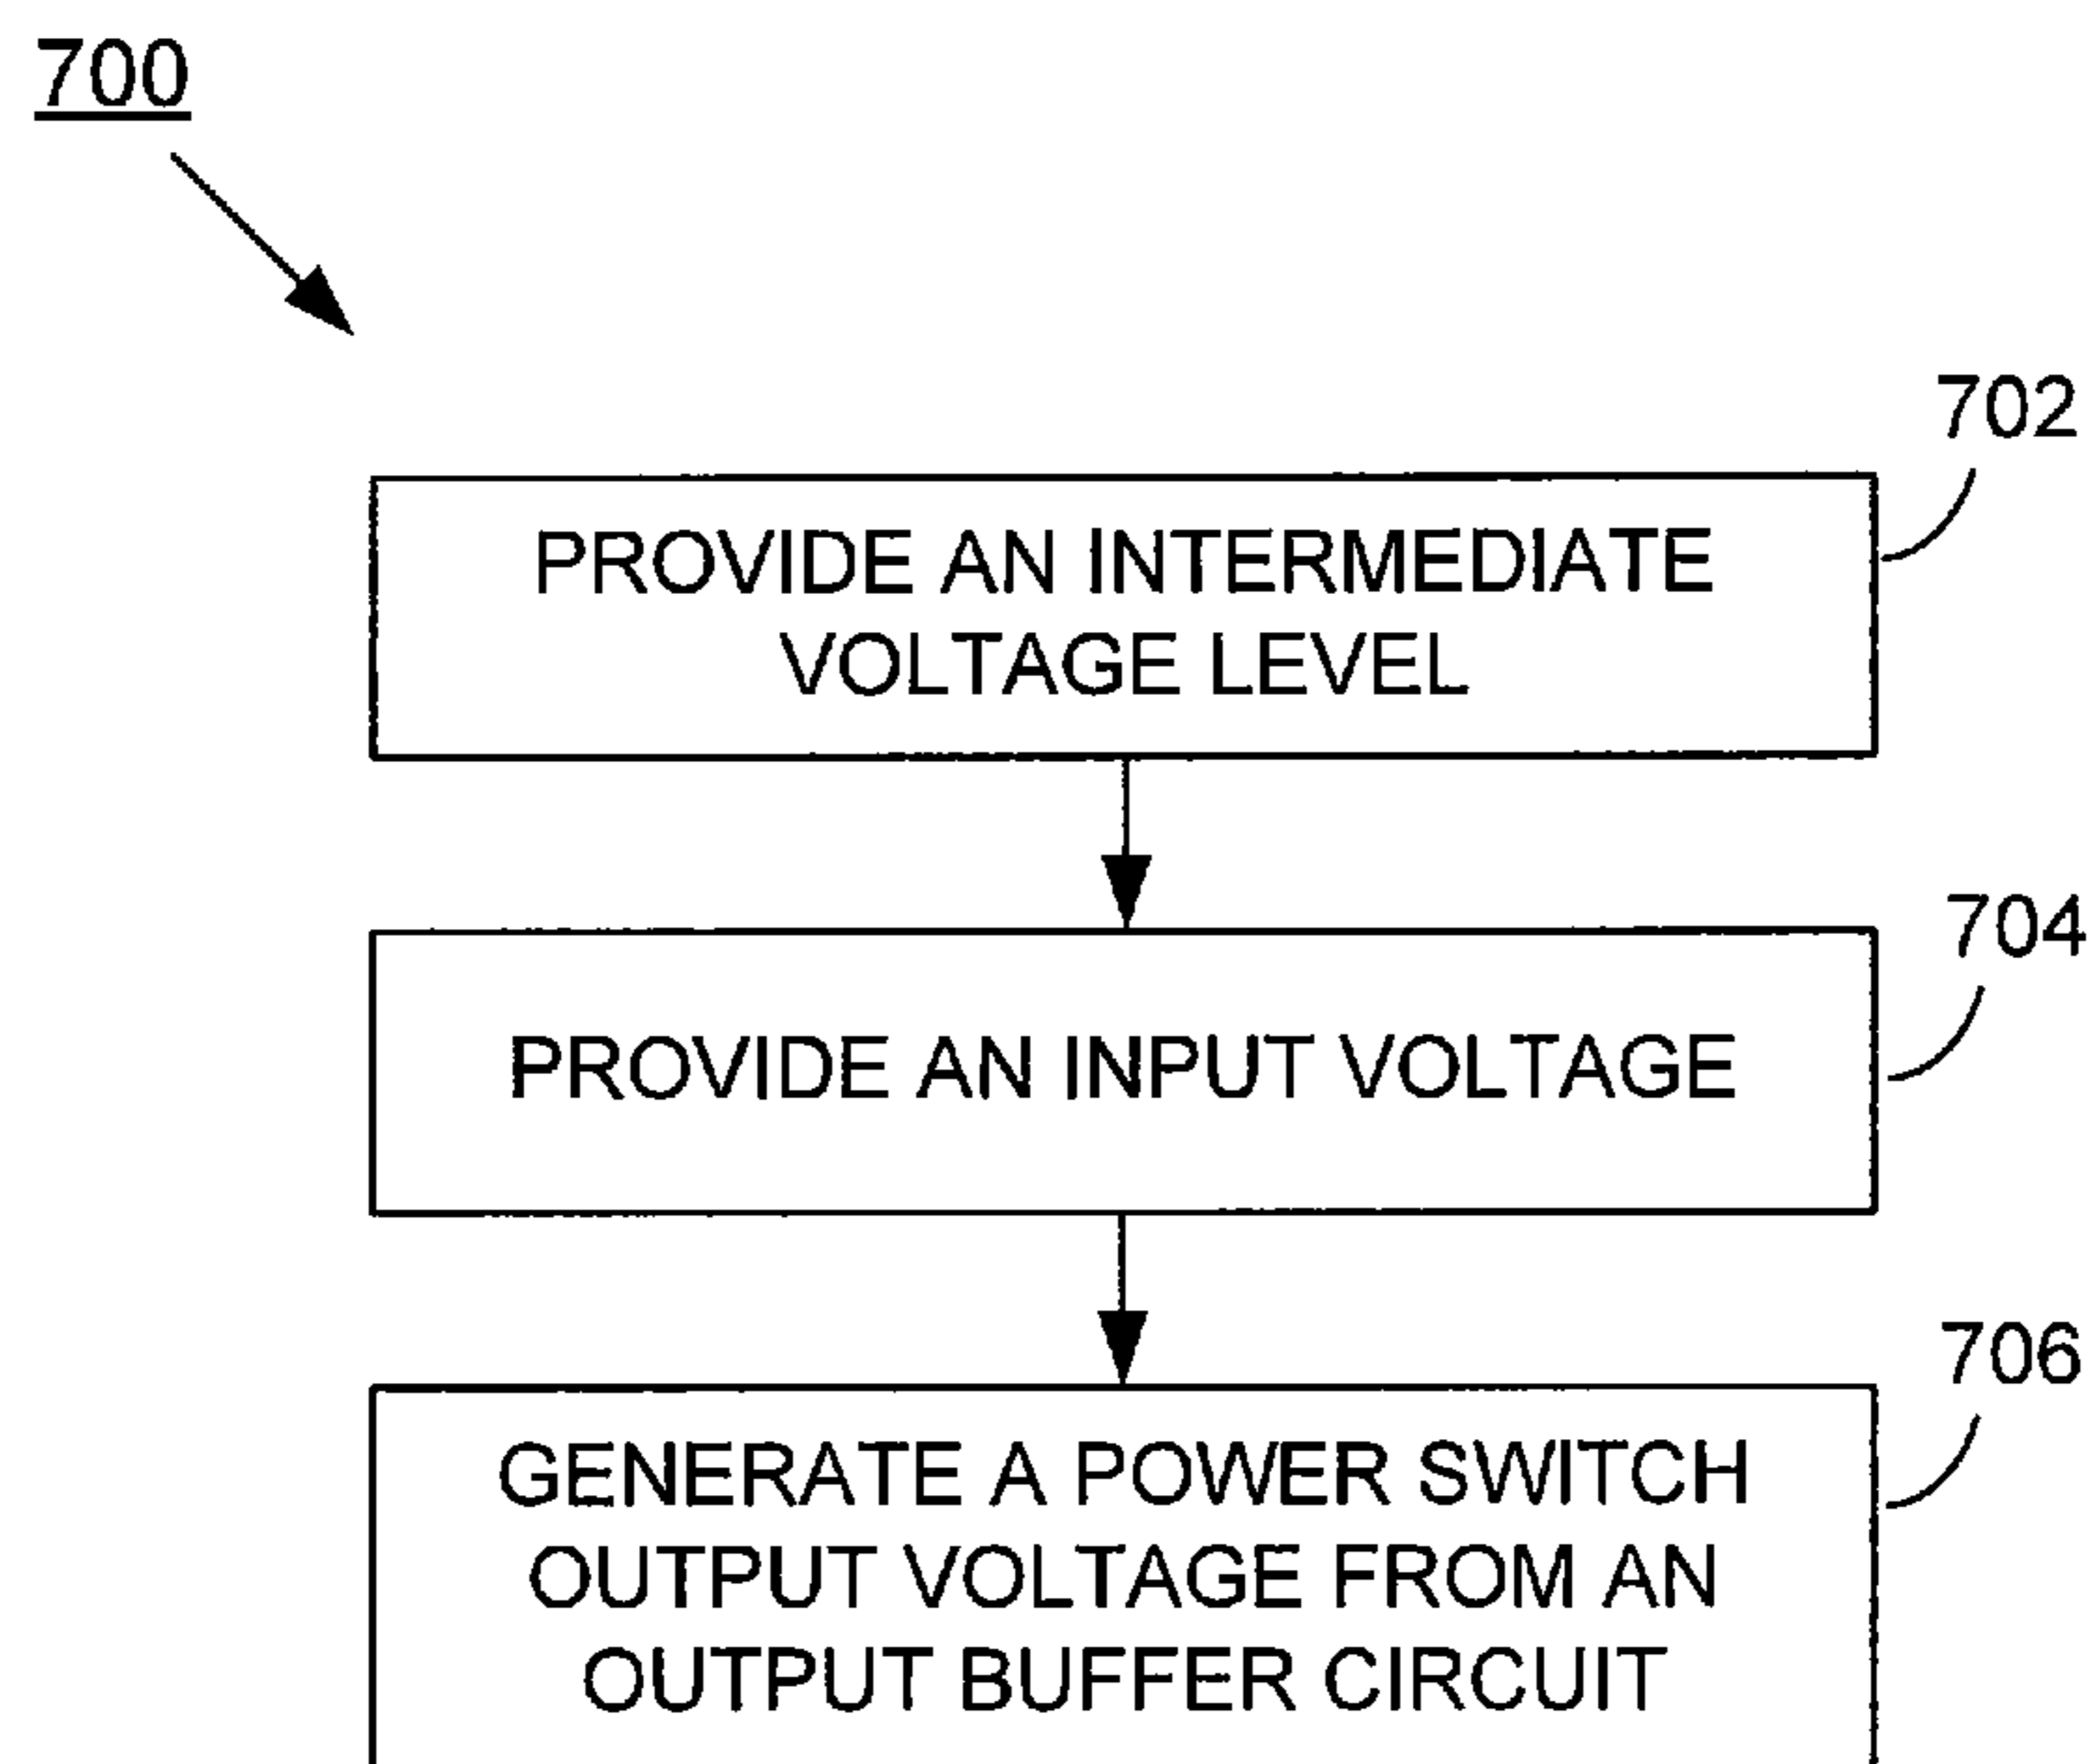 700
702
PROVIDE AN INTERMEDIATE
VOLTAGE LEVEL
704
PROVIDE AN INPUT VOLTAGE
706
GENERATE A POWER SWITCH
OUTPUT VOLTAGE FROM AN
OUTPUT BUFFER CIRCUIT